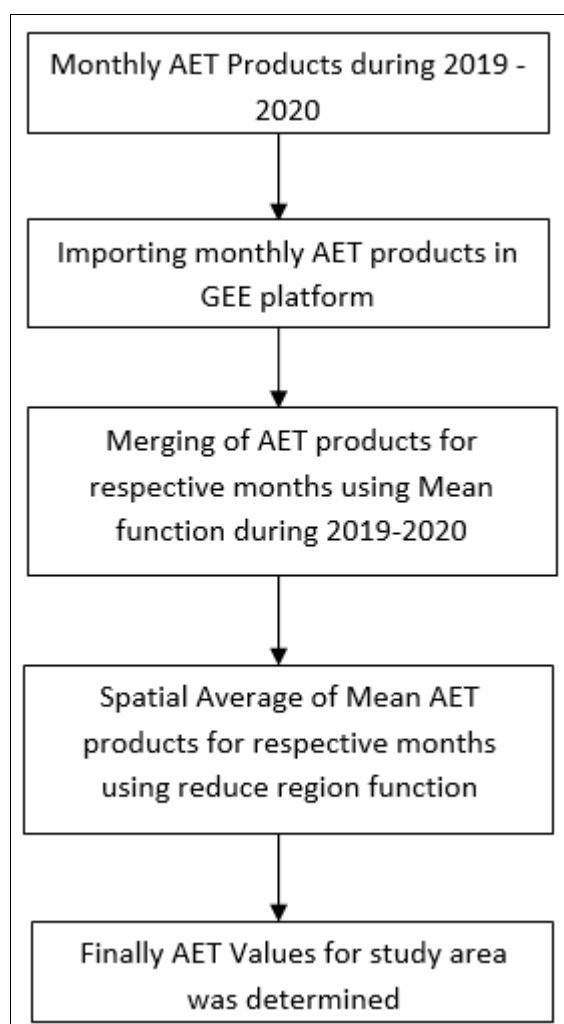 Monthly AET Products during 2019 -
2020
Importing monthly AET products in
GEE platform
Merging of AET products for
respective months using Mean
function during 2019-2020
Spatial Average of Mean AET
products for respective months
using reduce region function
Finally AET Values for study area
was determined